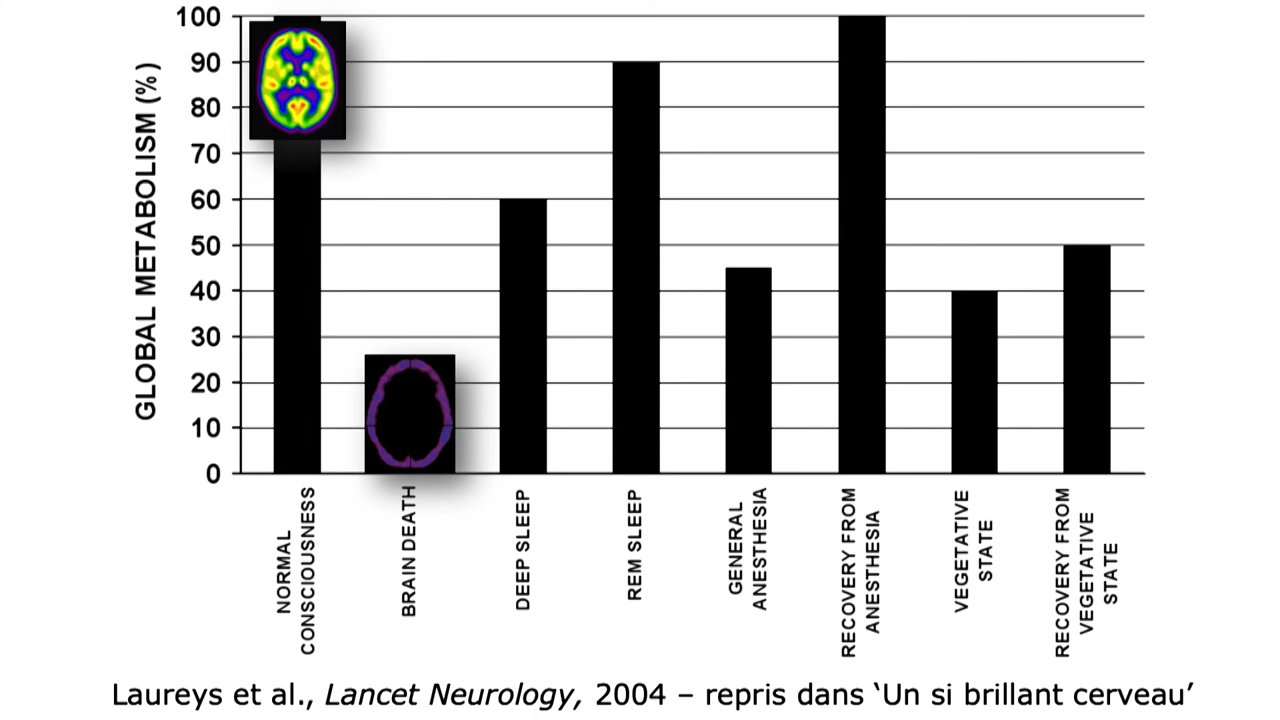 GLOBAL METABOLISM (%)
100
90
80
70
60
50
40
30
20
10
0
NORMAL
CONSCIOUSNESS
BRAIN DEATH
DEEP SLEEP
REM SLEEP
GENERAL
ANESTHESIA
RECOVERY FROM
ANESTHESIA
VEGETATIVE
STATE
RECOVERY FROM
VEGETATIVE
STATE
Laureys et al., Lancet Neurology, 2004 – repris dans ‘Un si brillant cerveau’